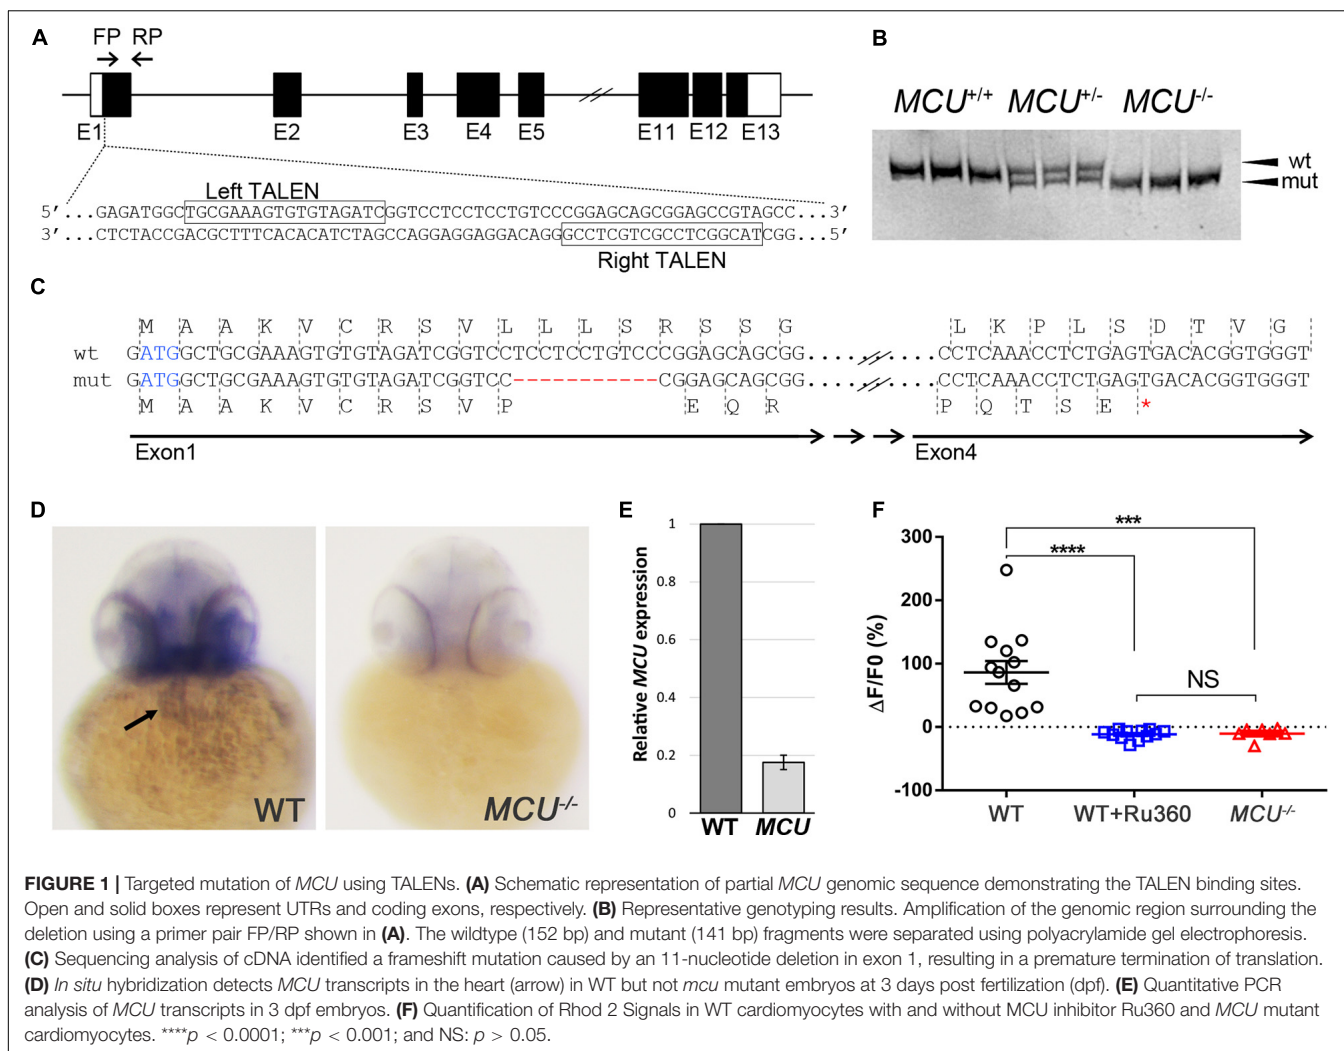 A
FP RP
E1 E2 E3 E4 E5 E11 E12 E13
Left TALEN
5’ ...GAGATGGCTGCGAAAGTGTGTAGATCGGTCCTCCTCCTGTCCCGGAGCAGCGGAGCCGTAGCC...3’
3’ ...CTCTACCGACGCTTTCACACATCTAGCCAGGAGGAGGACAGGGCCTCGTCGCCTCGGCATCGG...5’
Right TALEN
B
MCU+/+ MCU+/- MCU-/-
wt
mut
C
M A A K V C R S V L L L S R S S G L K P L S D T V G
wt GATGGCTGCGAAAGTGTGTAGATCGGTCCTCCTCCTGTCCCGGAGCAGCGG.... ....CCTCAAACCTCTGAGTGACACGGTGGGT
mut GATGGCTGCGAAAGTGTGTAGATCGGTCC-----------CGGAGCAGCGG.... ....CCTCAAACCTCTGAGTGACACGGTGGGT
M A A K V C R S V P E Q R P Q T S E *
Exon1 Exon4
D
WT
MCU-/-
E
Relative MCU expression
1
0.8
0.6
0.4
0.2
0
WT MCU
F
ΔF/F0 (%)
300
200
100
0
-100
***
****
NS
WT WT+Ru360 MCU-/-
FIGURE 1 | Targeted mutation of MCU using TALENs. (A) Schematic representation of partial MCU genomic sequence demonstrating the TALEN binding sites.
Open and solid boxes represent UTRs and coding exons, respectively. (B) Representative genotyping results. Amplification of the genomic region surrounding the
deletion using a primer pair FP/RP shown in (A). The wildtype (152 bp) and mutant (141 bp) fragments were separated using polyacrylamide gel electrophoresis.
(C) Sequencing analysis of cDNA identified a frameshift mutation caused by an 11-nucleotide deletion in exon 1, resulting in a premature termination of translation.
(D) In situ hybridization detects MCU transcripts in the heart (arrow) in WT but not mcu mutant embryos at 3 days post fertilization (dpf). (E) Quantitative PCR
analysis of MCU transcripts in 3 dpf embryos. (F) Quantification of Rhod 2 Signals in WT cardiomyocytes with and without MCU inhibitor Ru360 and MCU mutant
cardiomyocytes. ****p < 0.0001; ***p < 0.001; and NS: p > 0.05.